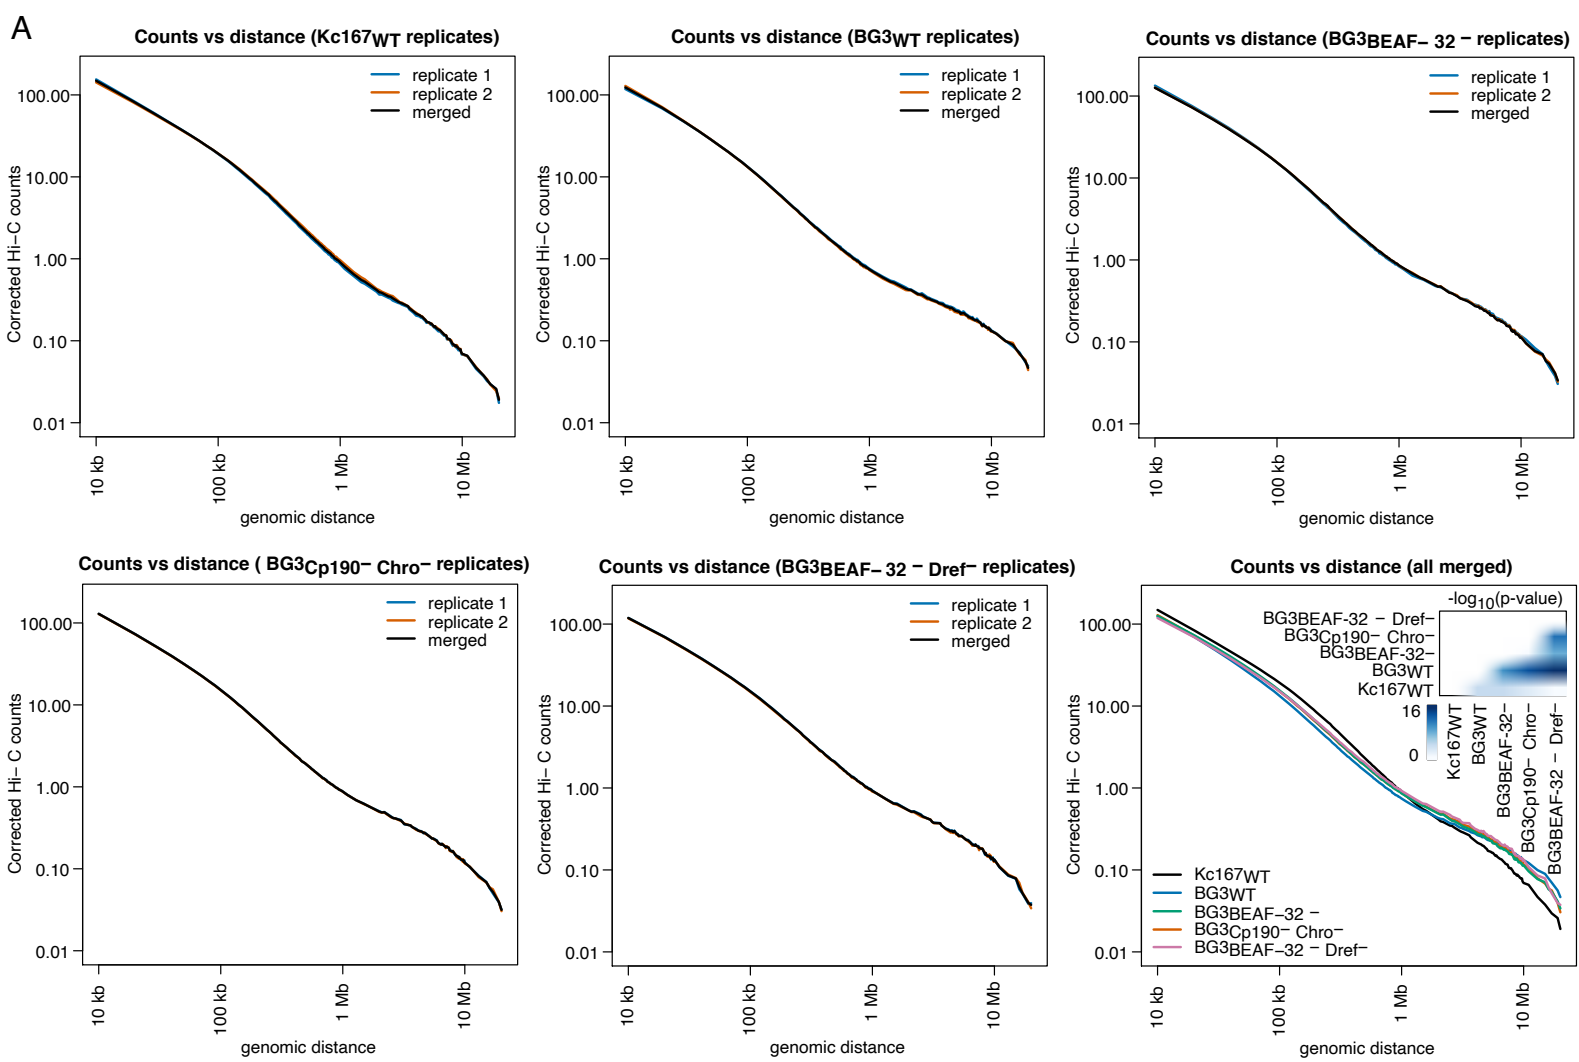 A
Counts vs distance (Kc167WT replicates)
replicate 1
replicate 2
merged
Corrected Hi−C counts
100.00
10.00
1.00
0.10
0.01
10 kb
100 kb
1 Mb
10 Mb
genomic distance
Counts vs distance (BG3WT replicates)
replicate 1
replicate 2
merged
Corrected Hi−C counts
100.00
10.00
1.00
0.10
0.01
10 kb
100 kb
1 Mb
10 Mb
genomic distance
Counts vs distance (BG3BEAF− 32 − replicates)
replicate 1
replicate 2
merged
Corrected Hi−C counts
100.00
10.00
1.00
0.10
0.01
10 kb
100 kb
1 Mb
10 Mb
genomic distance
Counts vs distance ( BG3Cp190− Chro− replicates)
replicate 1
replicate 2
merged
Corrected Hi− C counts
100.00
10.00
1.00
0.10
0.01
10 kb
100 kb
1 Mb
10 Mb
genomic distance
Counts vs distance (BG3BEAF− 32 − Dref− replicates)
replicate 1
replicate 2
merged
Corrected Hi− C counts
100.00
10.00
1.00
0.10
0.01
10 kb
100 kb
1 Mb
10 Mb
genomic distance
Counts vs distance (all merged)
-log10(p-value)
BG3BEAF-32 − Dref−
BG3Cp190− Chro−
BG3BEAF-32−
BG3WT
Kc167WT
16
0
Kc167WT
BG3WT
BG3BEAF-32−
BG3Cp190− Chro−
BG3BEAF-32 − Dref−
Kc167WT
BG3WT
BG3BEAF−32 −
BG3Cp190− Chro−
BG3BEAF−32 − Dref−
Corrected Hi− C counts
100.00
10.00
1.00
0.10
0.01
10 kb
100 kb
1 Mb
10 Mb
genomic distance